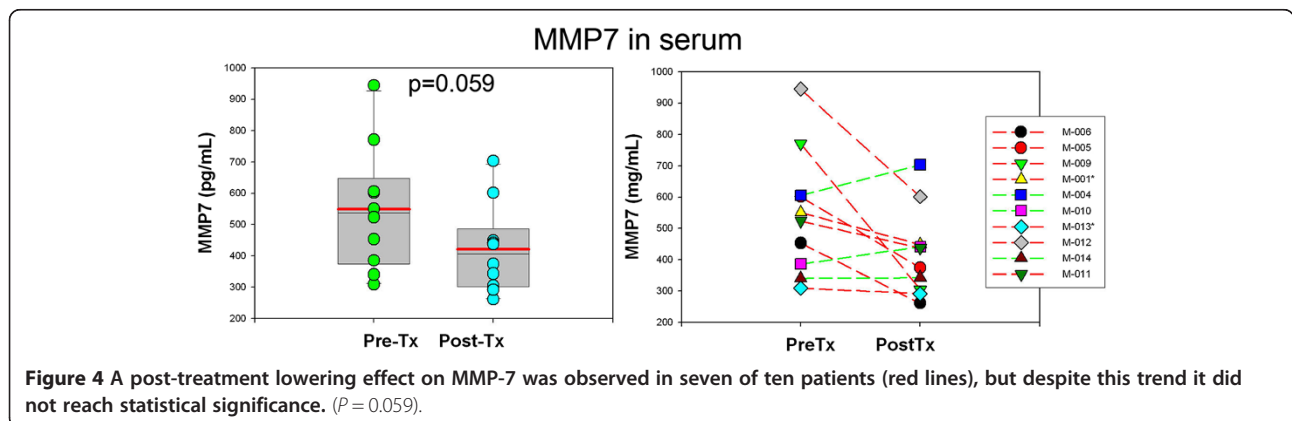 MMP7 in serum
1000
900
800
700
600
500
400
300
200
MMP7 (pg/mL)
p=0.059
Pre-Tx Post-Tx
1000
900
800
700
600
500
400
300
200
MMP7 (mg/mL)
PreTx PostTx
M-006
M-005
M-009
M-001*
M-004
M-010
M-013*
M-012
M-014
M-011
Figure 4 A post-treatment lowering effect on MMP-7 was observed in seven of ten patients (red lines), but despite this trend it did
not reach statistical significance. (P = 0.059).